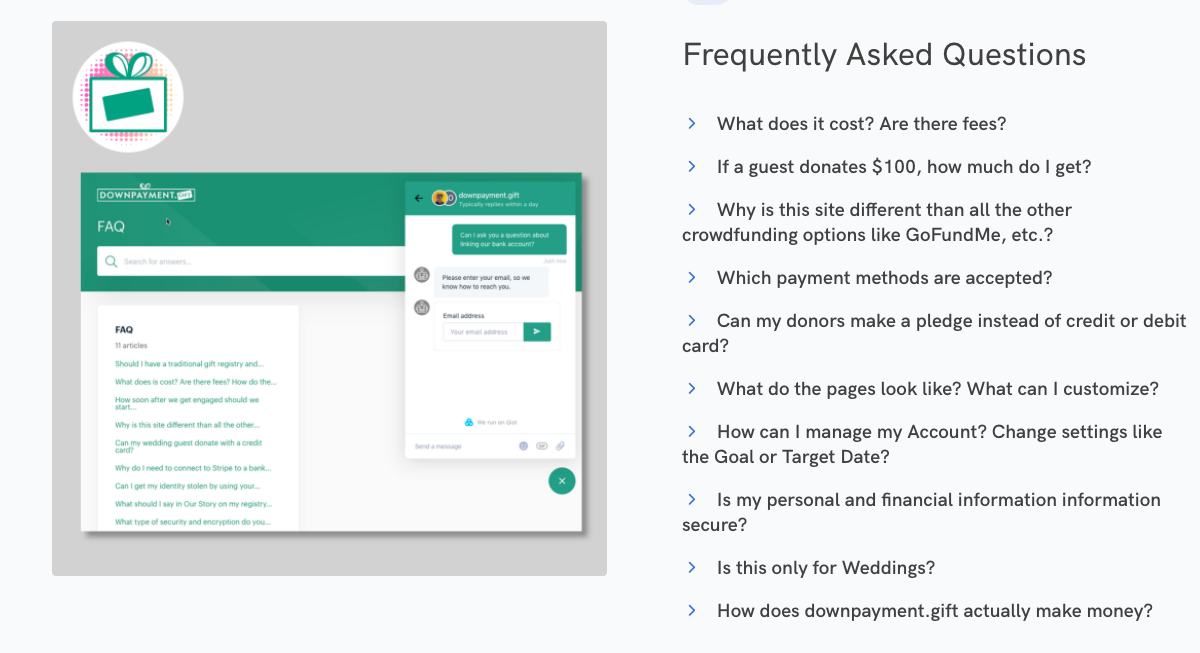 DOWNPAYMENT.GIFT
FAQ
Search for answers...
FAQ
11 articles
Should I have a traditional gift registry and...
What does is cost? Are there fees? How do the...
How soon after we get engaged should we
start...
Why is this site different than all the other...
Can my wedding guest donate with a credit
card?
Why do I need to connect to Stripe to a bank...
Can I get my identity stolen by using your...
What should I say in Our Story on my registry...
What type of security and encryption do you...
downpayment.gift
Typically replies within a day
Can I ask you a question about
linking our bank account?
Just now
Please enter your email, so we
know how to reach you.
Email address
Your email address
We run on Gist
Send a message
GIF
Frequently Asked Questions
What does it cost? Are there fees?
If a guest donates $100, how much do I get?
Why is this site different than all the other
crowdfunding options like GoFundMe, etc.?
Which payment methods are accepted?
Can my donors make a pledge instead of credit or debit
card?
What do the pages look like? What can I customize?
How can I manage my Account? Change settings like
the Goal or Target Date?
Is my personal and financial information information
secure?
Is this only for Weddings?
How does downpayment.gift actually make money?